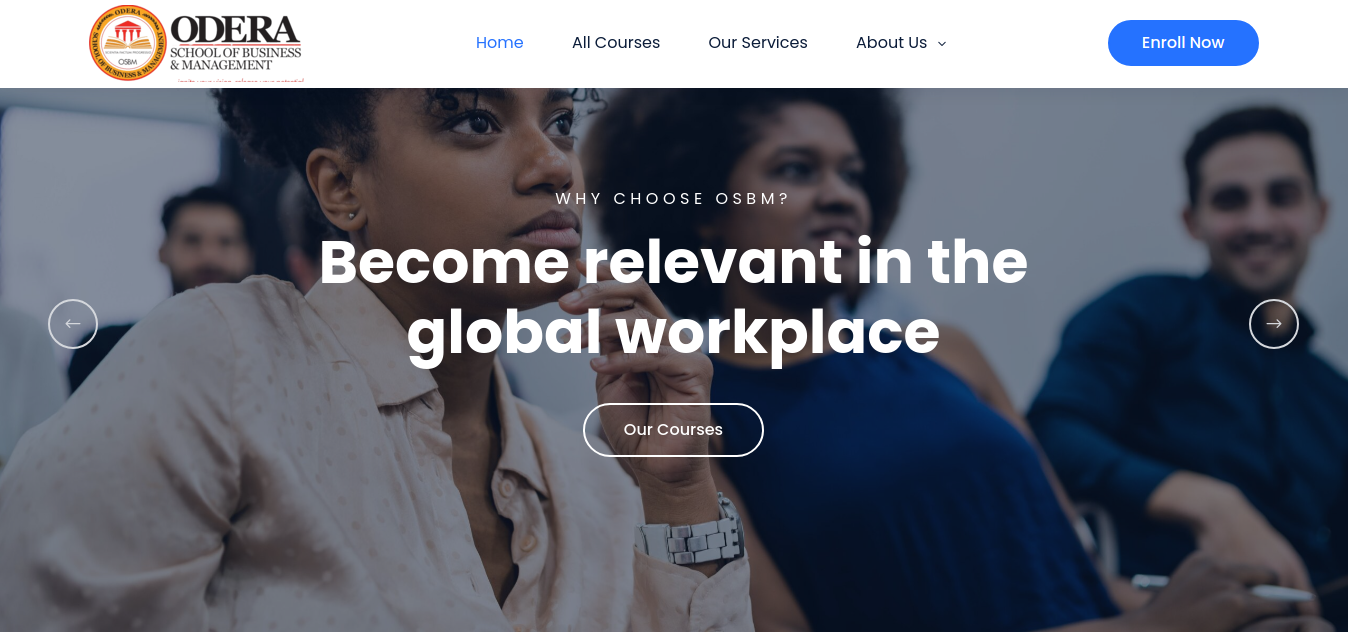 ODERA
SCHOOL OF BUSINESS
& MANAGEMENT
ODERA
SCHOOL OF BUSINESS & MANAGEMENT
OSBM
Home
All Courses
Our Services
About Us
Enroll Now
WHY CHOOSE OSBM?
Become relevant in the
global workplace
Our Courses